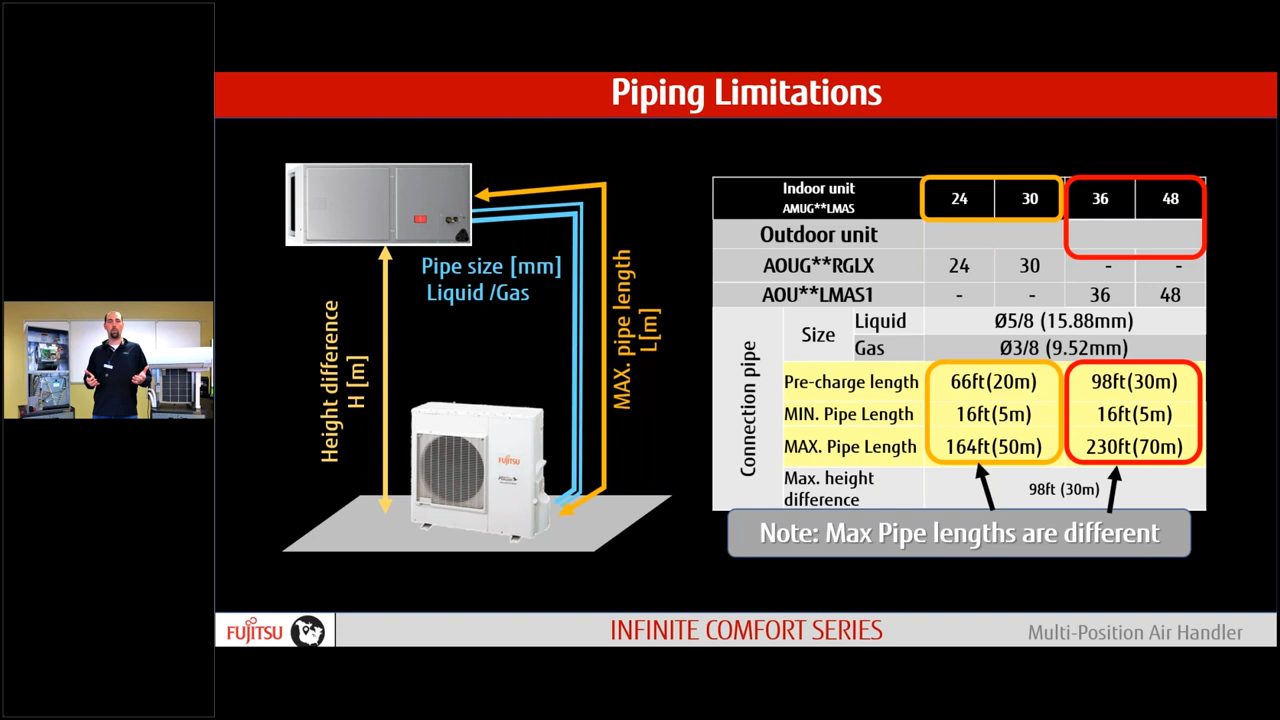 Piping Limitations
Pipe size [mm]
Liquid /Gas
Height difference
H [m]
MAX. pipe length
L[m]
FUJITSU
Indoor unit 24 30 36 48
AMUG**LMAS
Outdoor unit
AOUG**RGLX 24 30 - -
AOU**LMAS1 - - 36 48
Connection pipe
Size Liquid Ø5/8 (15.88mm)
Gas Ø3/8 (9.52mm)
Pre-charge length 66ft(20m) 98ft(30m)
MIN. Pipe Length 16ft(5m) 16ft(5m)
MAX. Pipe Length 164ft(50m) 230ft(70m)
Max. height
difference 98ft (30m)
Note: Max Pipe lengths are different
FUJITSU INFINITE COMFORT SERIES Multi-Position Air Handler